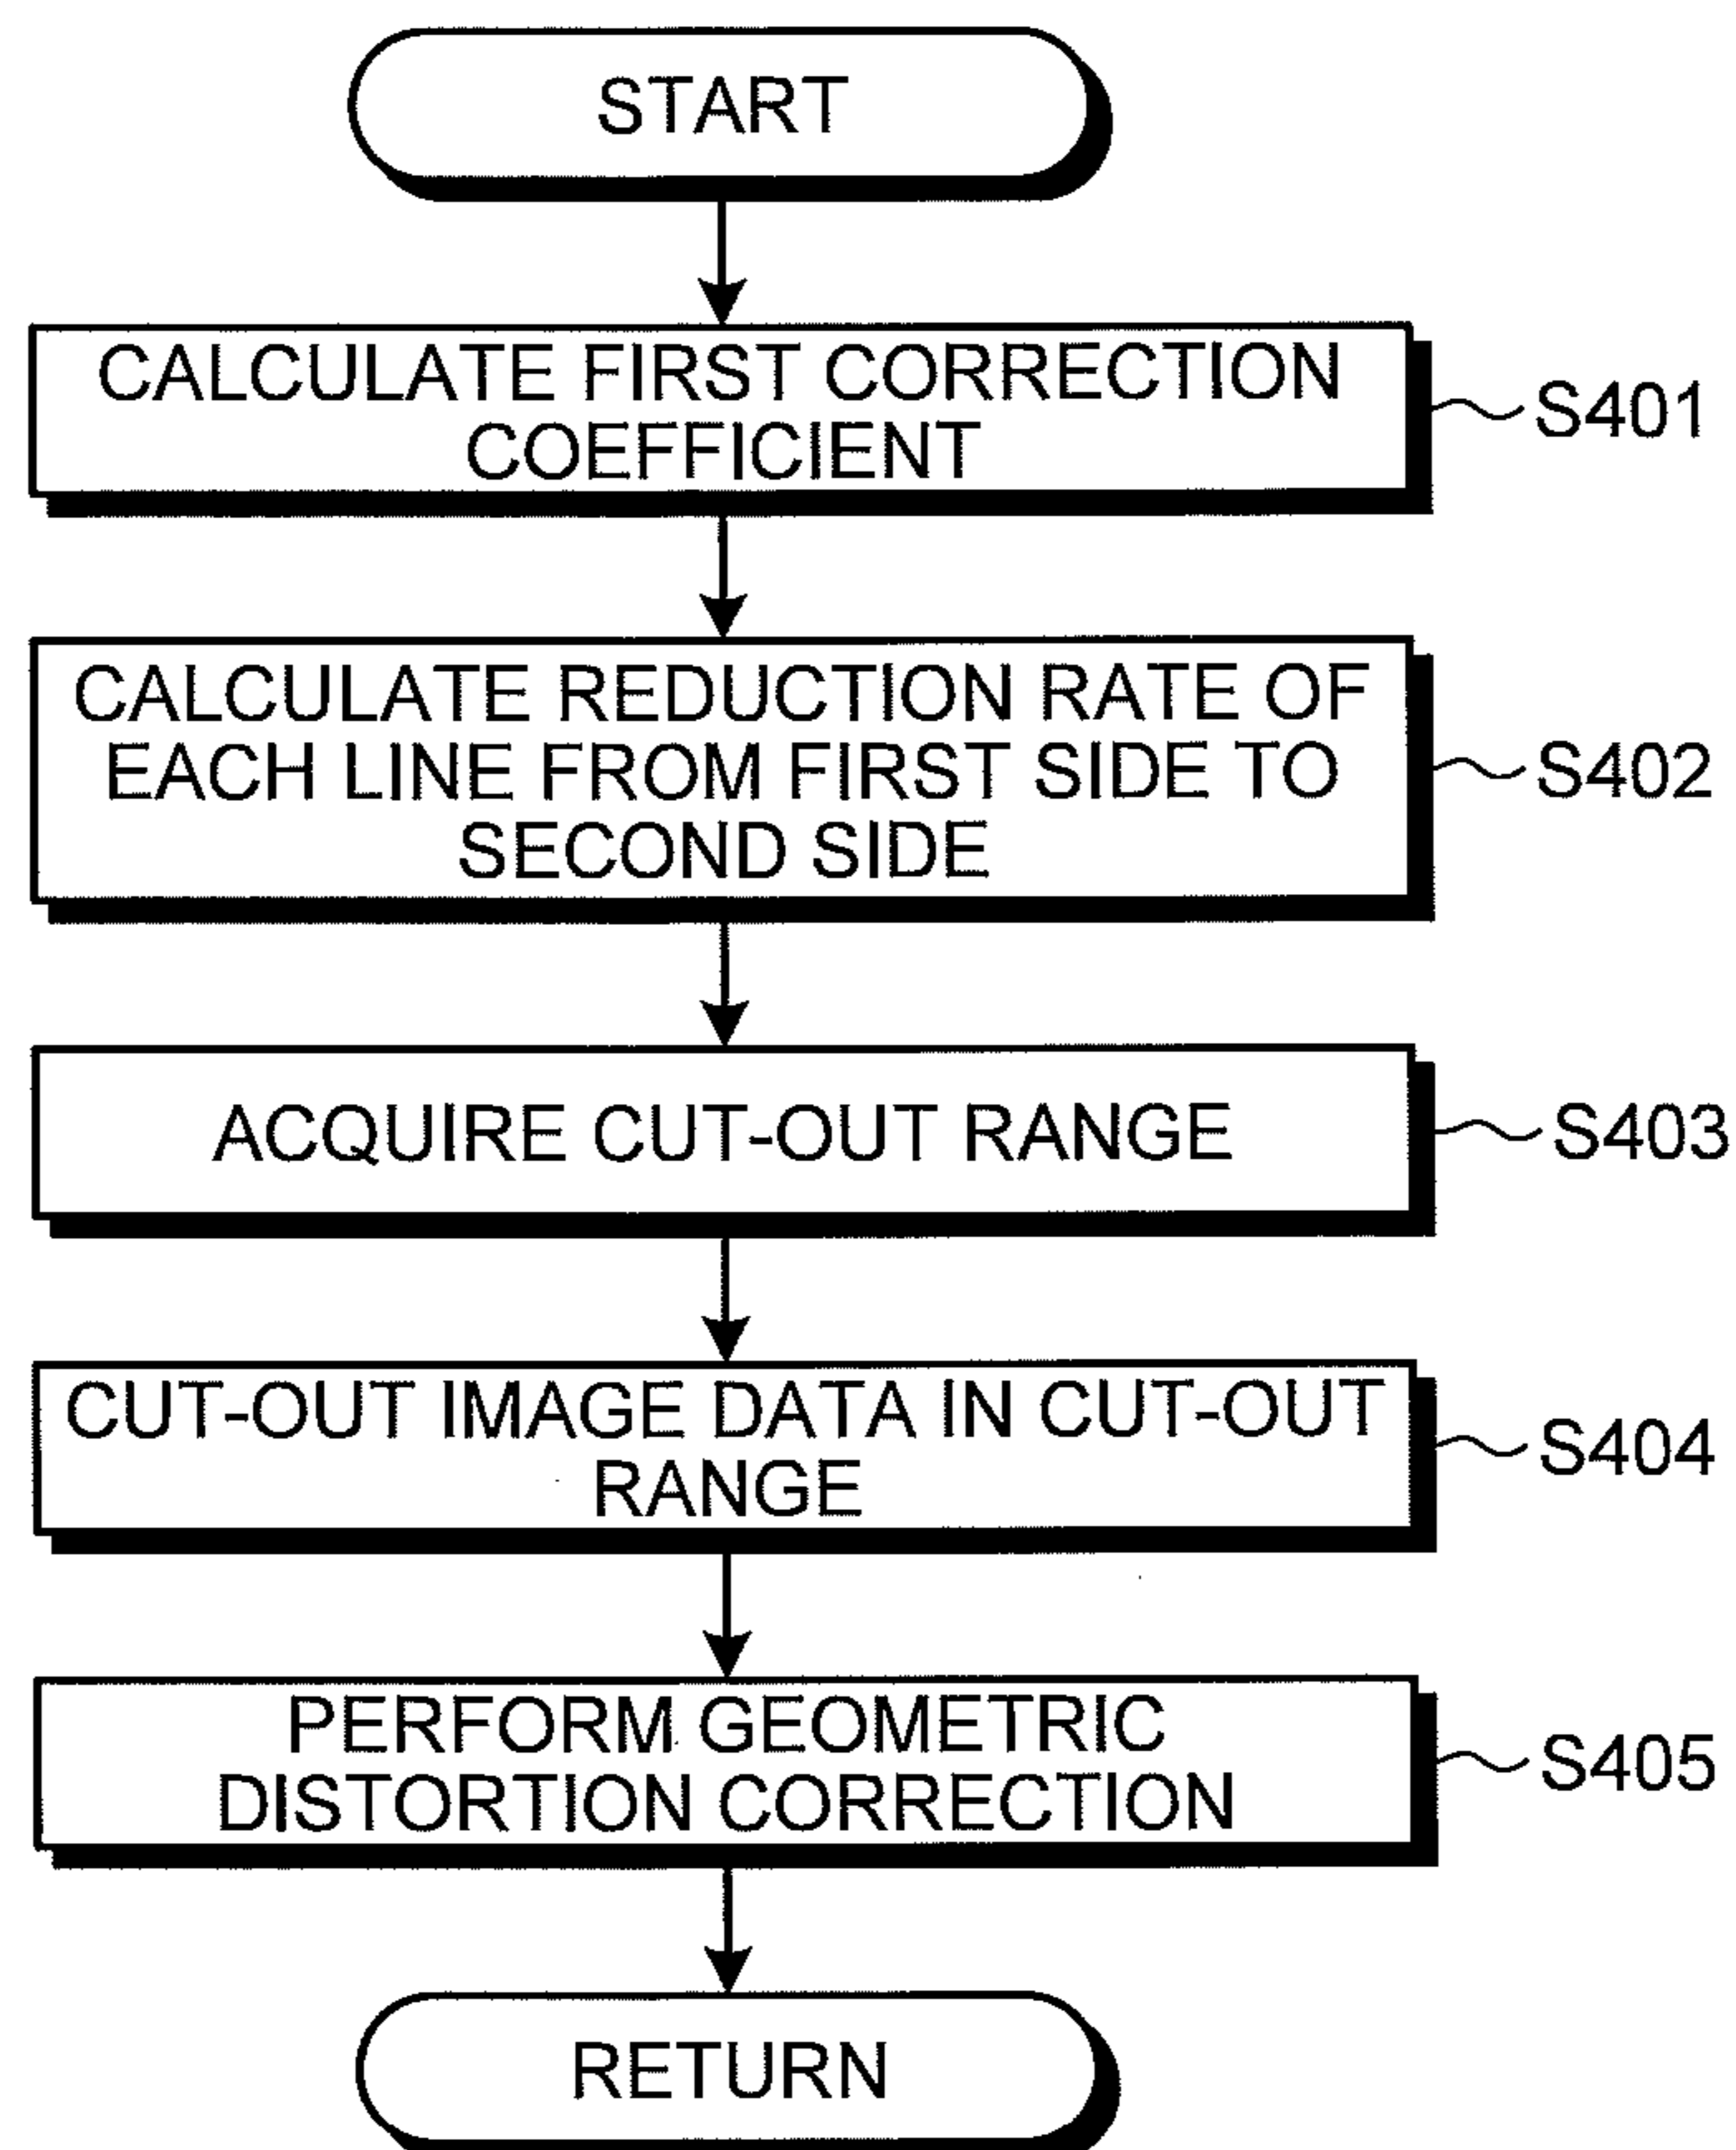 START
CALCULATE FIRST CORRECTION
COEFFICIENT
S401
CALCULATE REDUCTION RATE OF
EACH LINE FROM FIRST SIDE TO
SECOND SIDE
S402
ACQUIRE CUT-OUT RANGE
S403
CUT-OUT IMAGE DATA IN CUT-OUT
RANGE
S404
PERFORM GEOMETRIC
DISTORTION CORRECTION
S405
RETURN